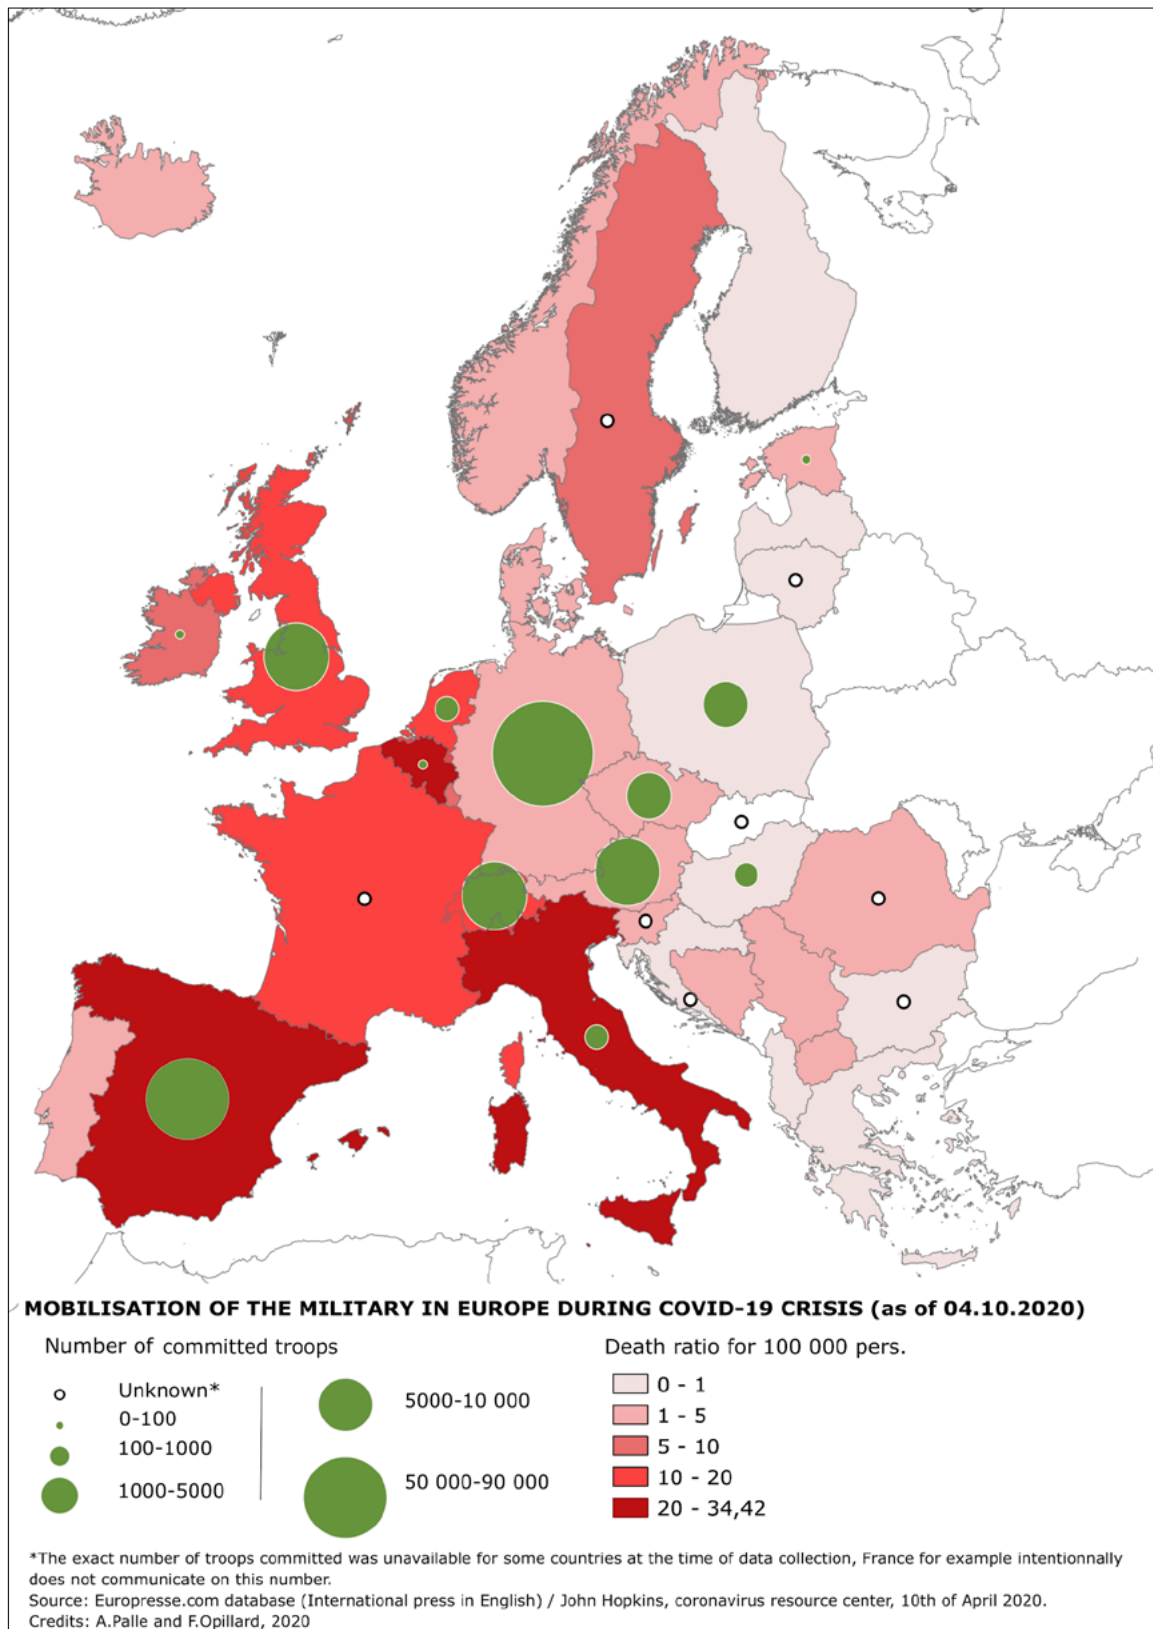 MOBILISATION OF THE MILITARY IN EUROPE DURING COVID-19 CRISIS (as of 04.10.2020)
Number of committed troops
Unknown*
0-100
100-1000
1000-5000
5000-10 000
50 000-90 000
Death ratio for 100 000 pers.
0 - 1
1 - 5
5 - 10
10 - 20
20 - 34,42
*The exact number of troops committed was unavailable for some countries at the time of data collection, France for example intentionnally
does not communicate on this number.
Source: Europresse.com database (International press in English) / John Hopkins, coronavirus resource center, 10th of April 2020.
Credits: A.Palle and F.Opillard, 2020